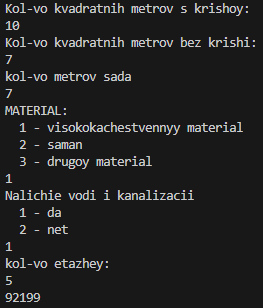 Kol-vo kvadratnih metrov s krishoy:
10
Kol-vo kvadratnih metrov bez krishi:
7
kol-vo metrov sada
7
MATERIAL:
  1 - visokokachestvennyy material
  2 - saman
  3 - drugoy material
1
Nalichie vodi i kanalizacii
  1 - da
  2 - net
1
kol-vo etazhey:
5
92199